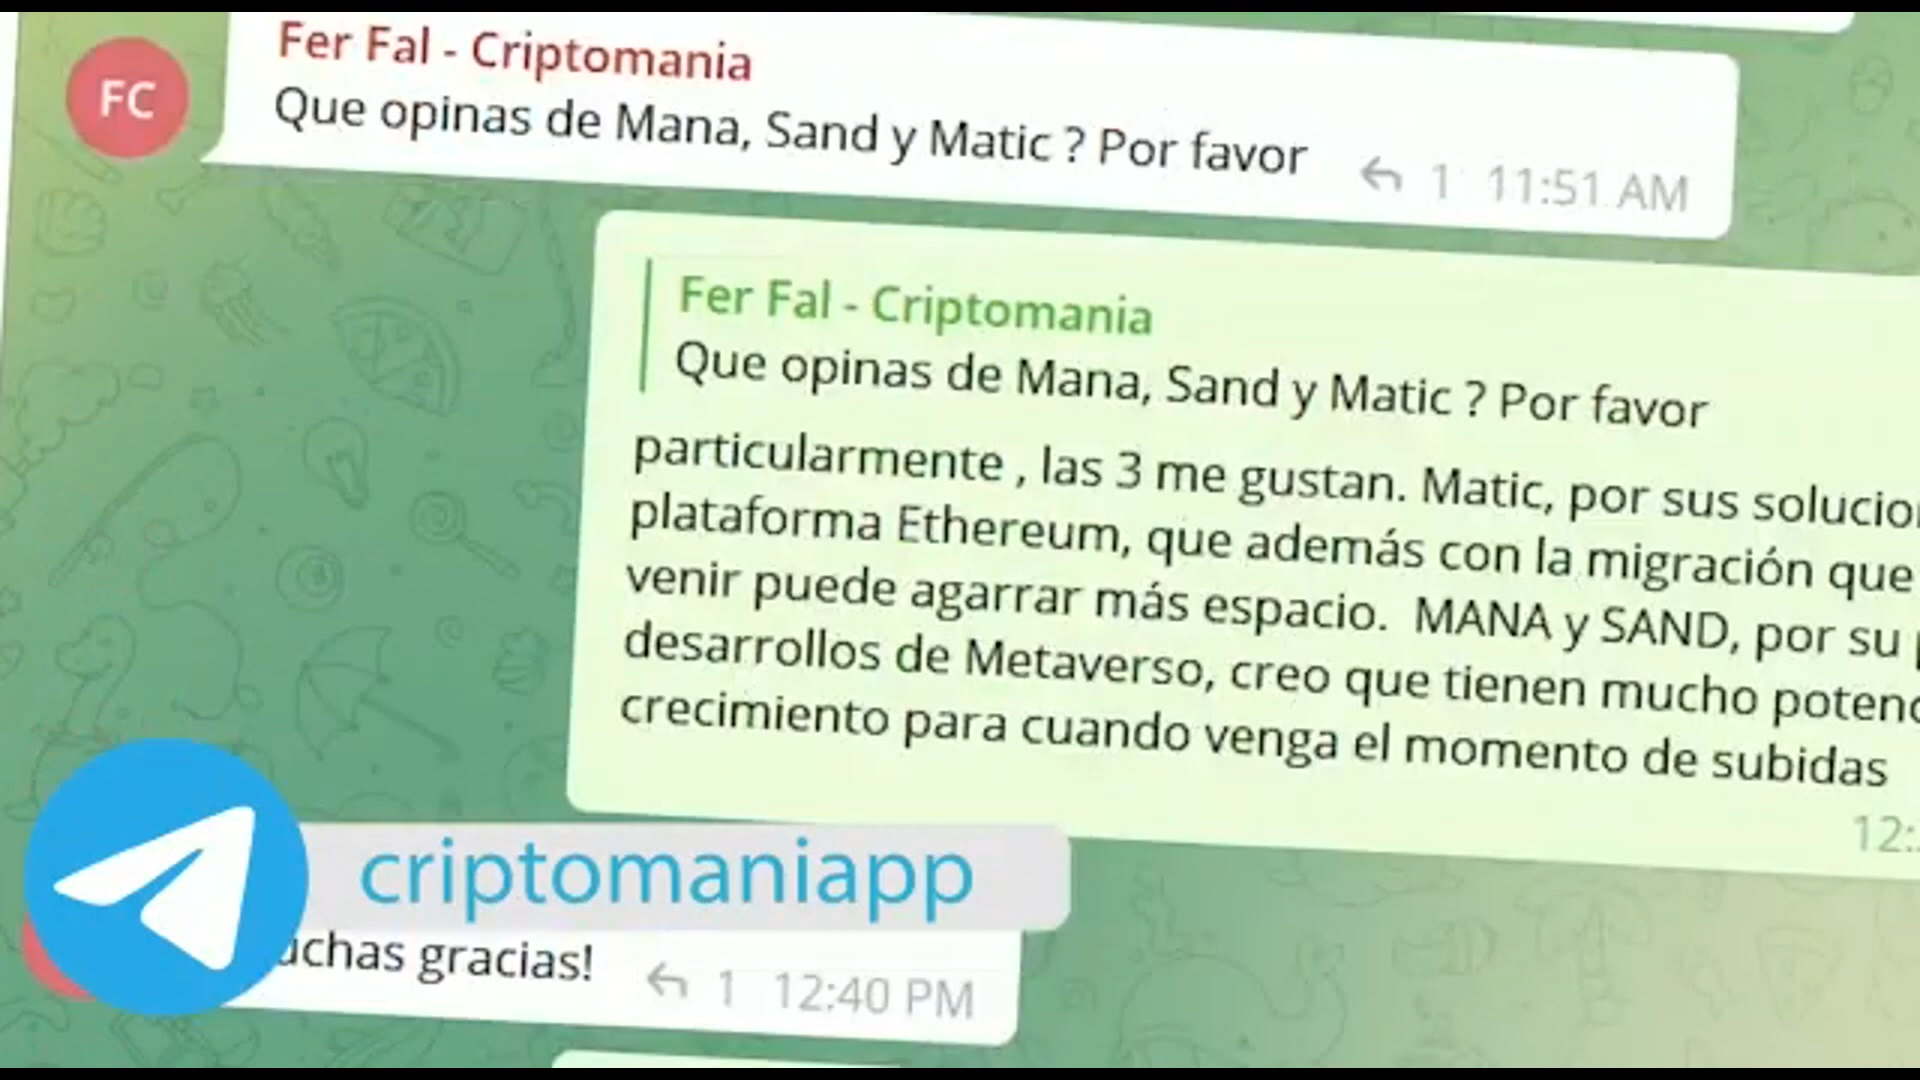 Fer Fal - Criptomania
FC
Que opinas de Mana, Sand y Matic ? Por favor
1 11:51 AM
Fer Fal - Criptomania
Que opinas de Mana, Sand y Matic ? Por favor
particularmente , las 3 me gustan. Matic, por sus
plataforma Ethereum, que además con la migración que
venir puede agarrar más espacio. MANA y SAND, por su
desarrollos de Metaverso, creo que tienen mucho
crecimiento para cuando venga el momento de subidas
12:
criptomaniapp
gracias!
1 12:40 PM